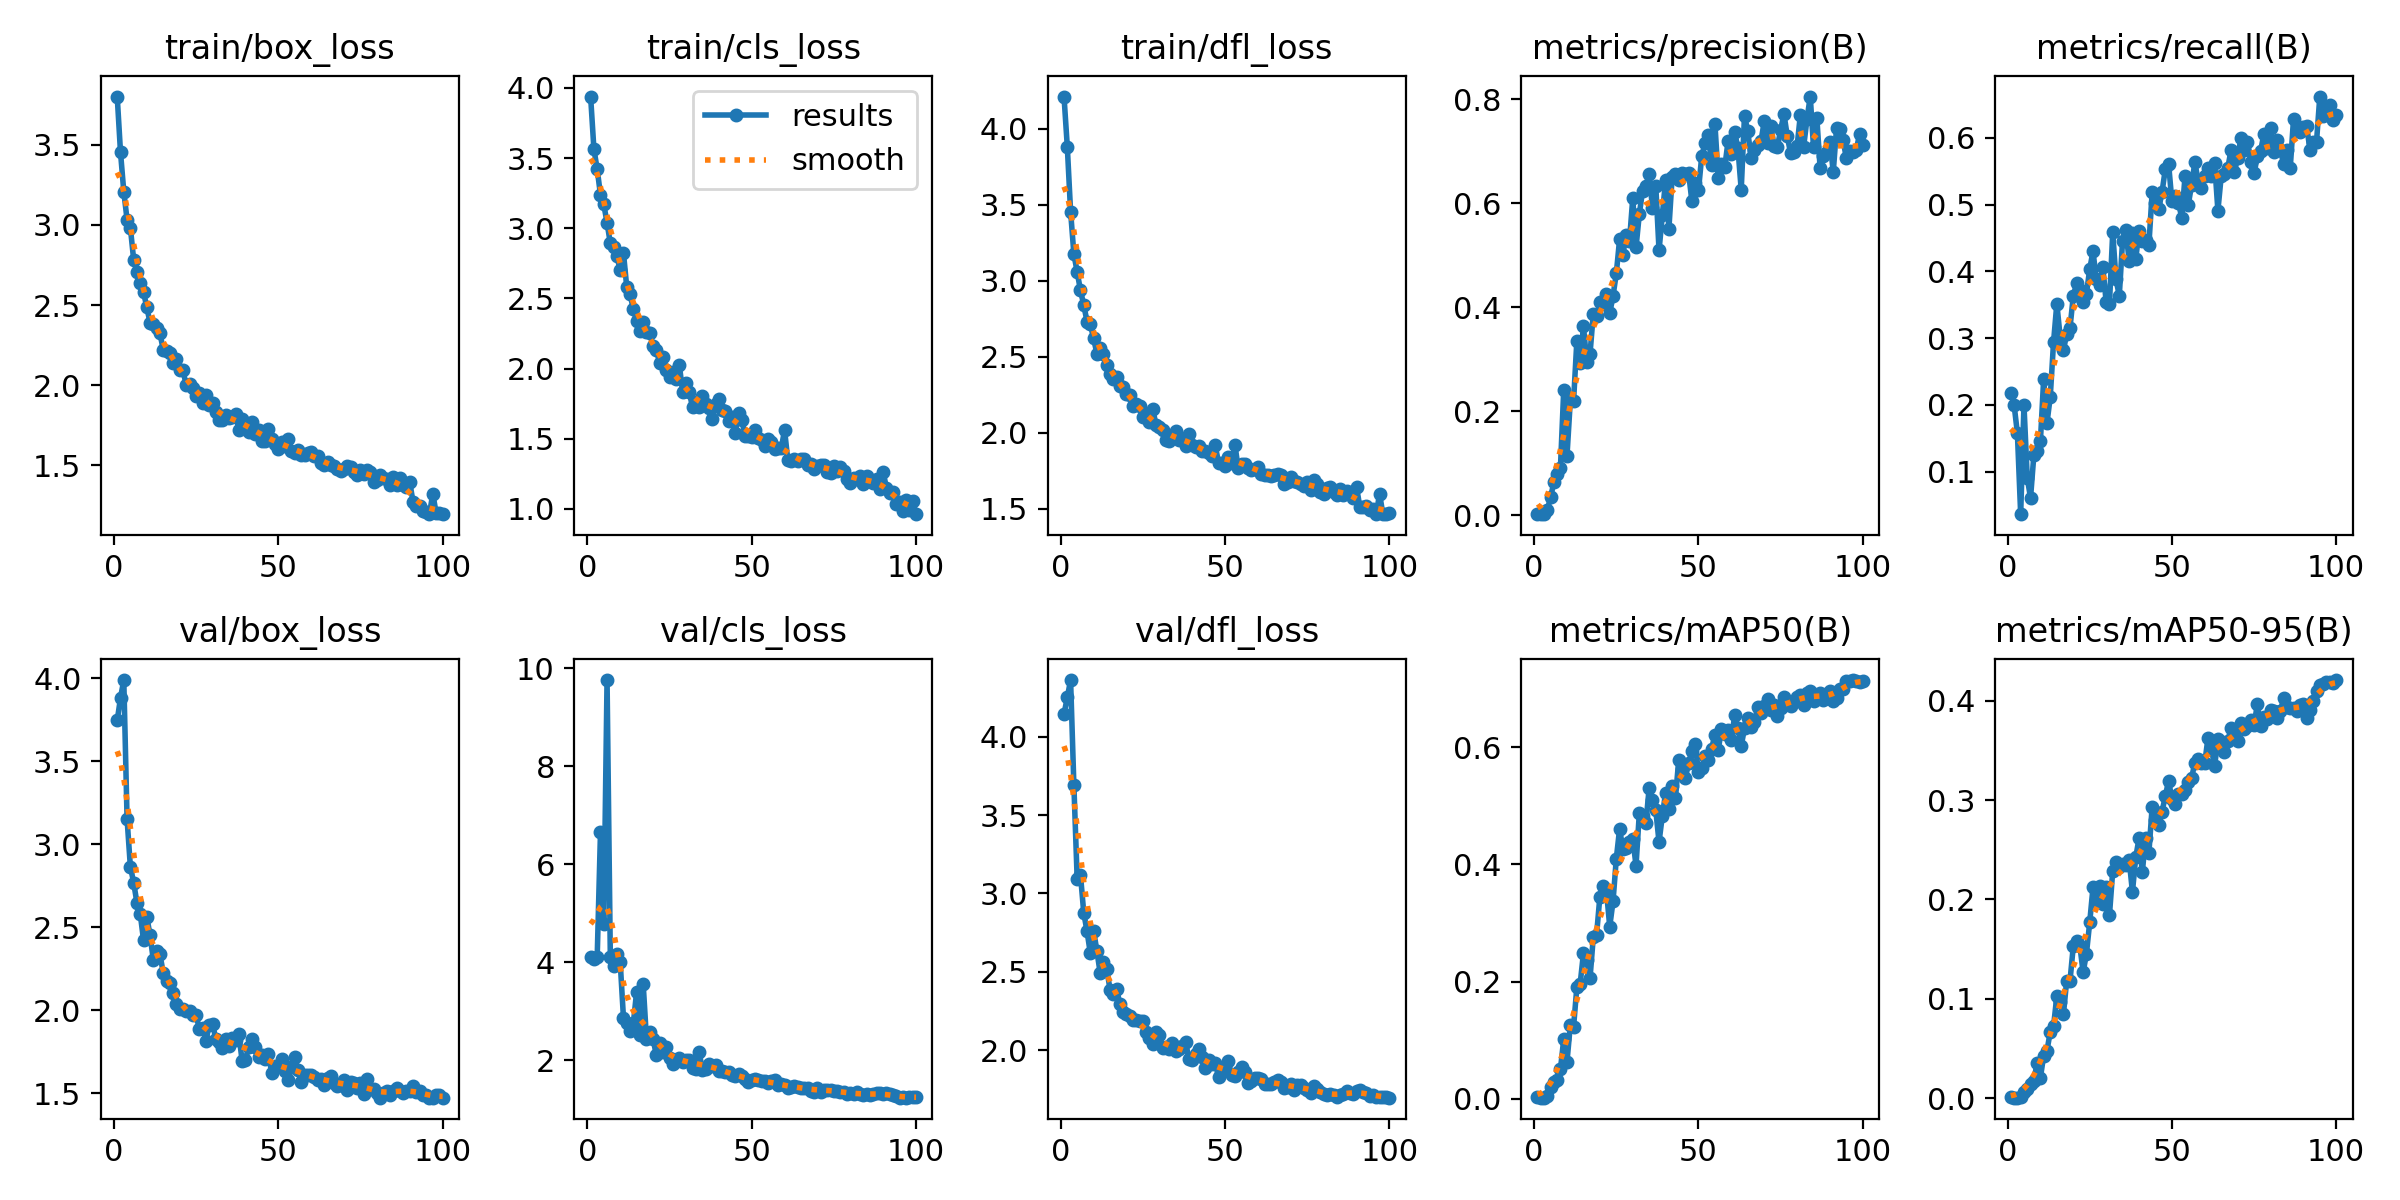 train/box_loss
3.5
3.0
2.5
2.0
1.5
0 50 100
train/cls_loss
results
smooth
4.0
3.5
3.0
2.5
2.0
1.5
1.0
0 50 100
train/dfl_loss
4.0
3.5
3.0
2.5
2.0
1.5
0 50 100
metrics/precision(B)
0.8
0.6
0.4
0.2
0.0
0 50 100
metrics/recall(B)
0.6
0.5
0.4
0.3
0.2
0.1
0 50 100
val/box_loss
4.0
3.5
3.0
2.5
2.0
1.5
0 50 100
val/cls_loss
10
8
6
4
2
0 50 100
val/dfl_loss
4.0
3.5
3.0
2.5
2.0
0 50 100
metrics/mAP50(B)
0.6
0.4
0.2
0.0
0 50 100
metrics/mAP50-95(B)
0.4
0.3
0.2
0.1
0.0
0 50 100